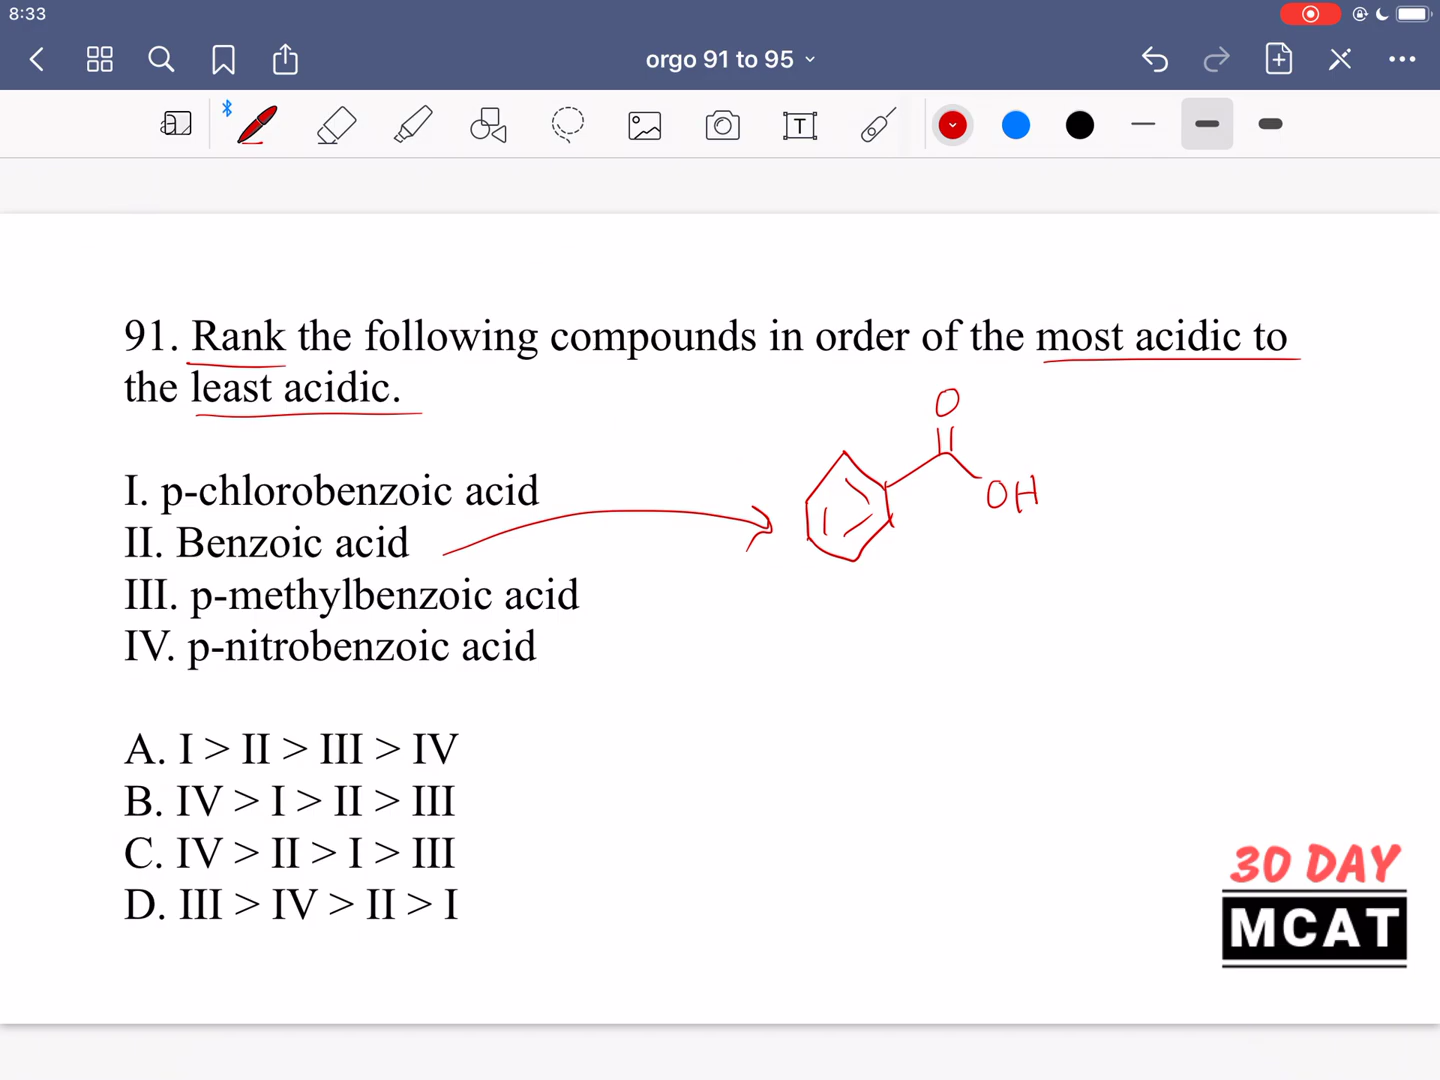 8:33
orgo 91 to 95
91. Rank the following compounds in order of the most acidic to
the least acidic.
O
OH
I. p-chlorobenzoic acid
II. Benzoic acid
III. p-methylbenzoic acid
IV. p-nitrobenzoic acid
A. I > II > III > IV
B. IV > I > II > III
C. IV > II > I > III
D. III > IV > II > I
30 DAY
MCAT